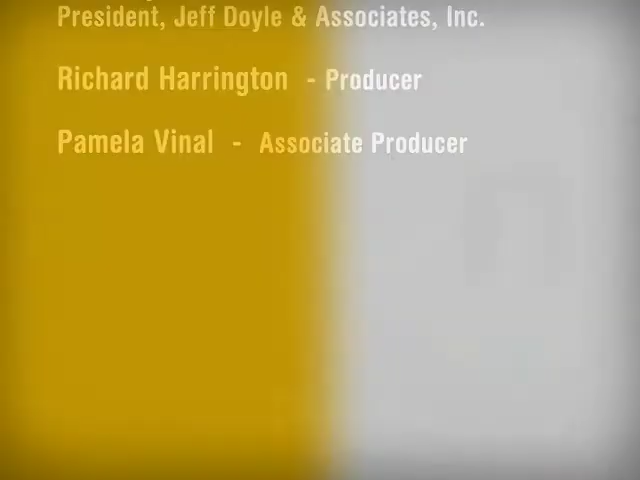 President, Jeff Doyle & Associates, Inc.
Richard Harrington - Producer
Pamela Vinal - Associate Producer